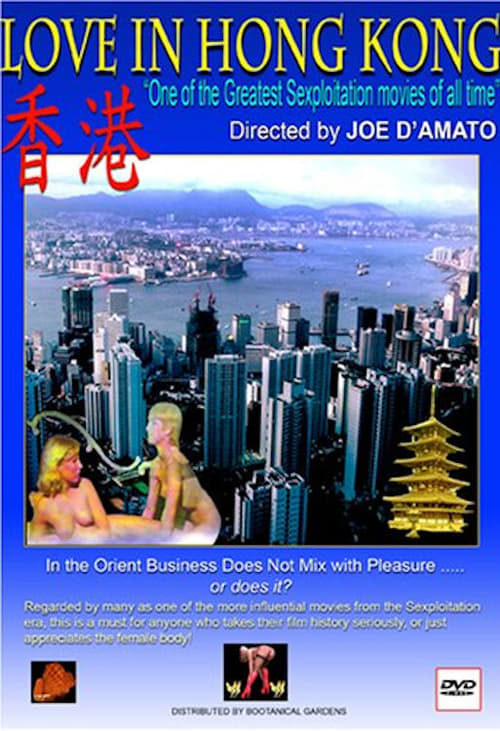 LOVE IN HONG KONG
"One of the Greatest Sexploitation movies of all time"
香港
Directed by JOE D'AMATO
In the Orient Business Does Not Mix with Pleasure .....
or does it?
Regarded by many as one of the more influential movies from the Sexploitation
era, this is a must for anyone who takes their film history seriously, or just
appreciates the female body!
DVD
DISTRIBUTED BY BOOTANICAL GARDENS